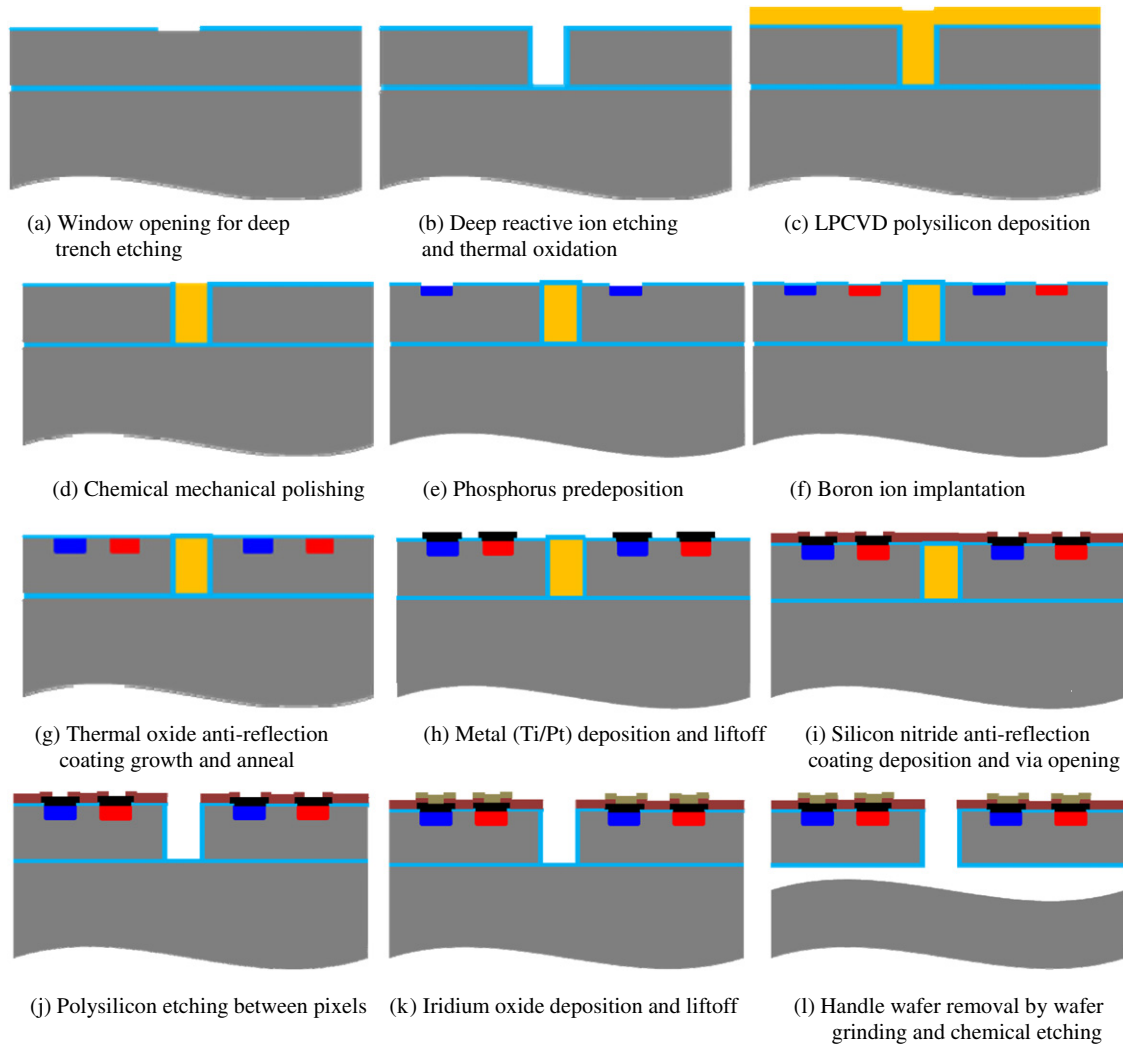 (a) Window opening for deep
trench etching
(b) Deep reactive ion etching
and thermal oxidation
(c) LPCVD polysilicon deposition
(d) Chemical mechanical polishing
(e) Phosphorus predeposition
(f) Boron ion implantation
(g) Thermal oxide anti-reflection
coating growth and anneal
(h) Metal (Ti/Pt) deposition and liftoff
(i) Silicon nitride anti-reflection
coating deposition and via opening
(j) Polysilicon etching between pixels
(k) Iridium oxide deposition and liftoff
(l) Handle wafer removal by wafer
grinding and chemical etching